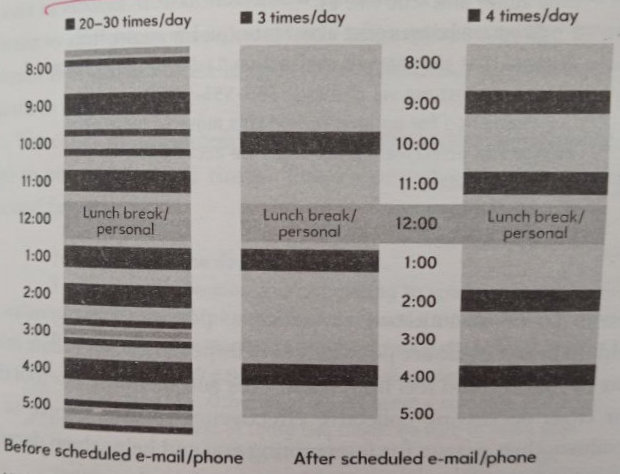 ■ 20–30 times/day
■ 3 times/day
■ 4 times/day
8:00
9:00
10:00
11:00
12:00
1:00
2:00
3:00
4:00
5:00
Lunch break/
personal
Lunch break/
personal
8:00
9:00
10:00
11:00
12:00
1:00
2:00
3:00
4:00
5:00
Lunch break/
personal
Before scheduled e-mail/phone
After scheduled e-mail/phone